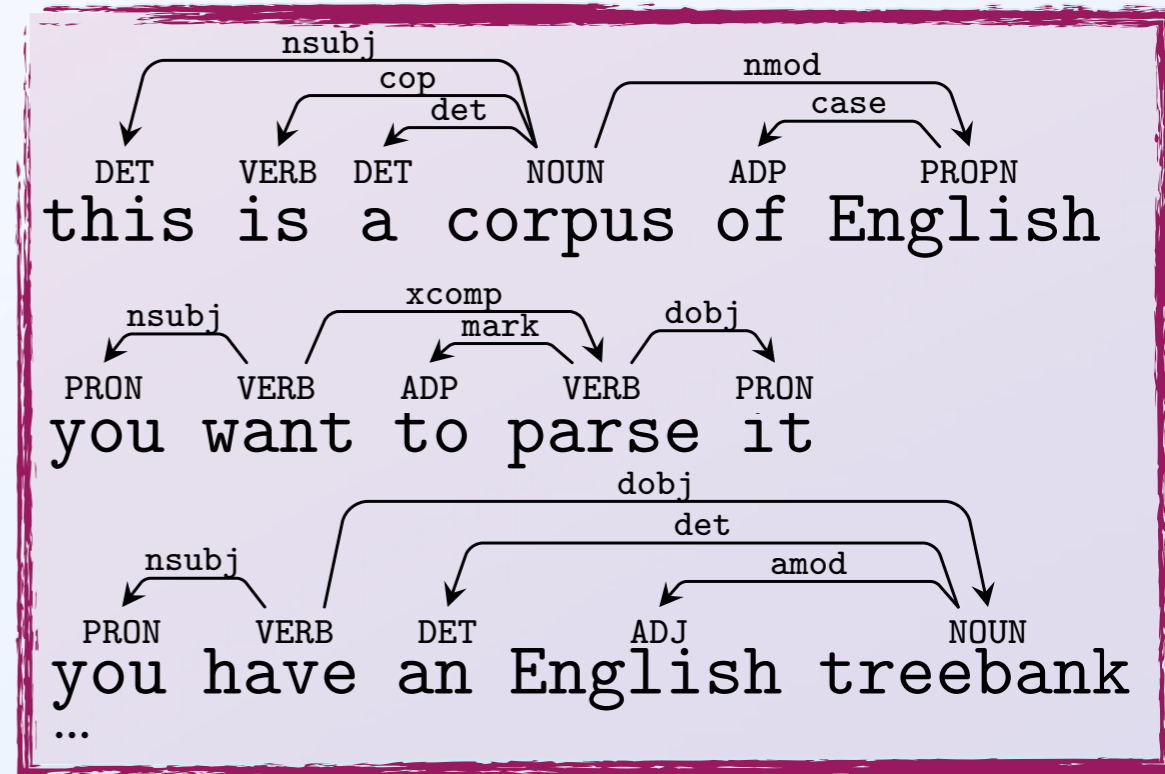 nsubj
cop
det
nmod
case
DET VERB DET NOUN ADP PROPN
this is a corpus of English
xcomp
nsubj mark dobj
PRON VERB ADP VERB PRON
you want to parse it
dobj
det
nsubj amod
PRON VERB DET ADJ NOUN
you have an English treebank
...